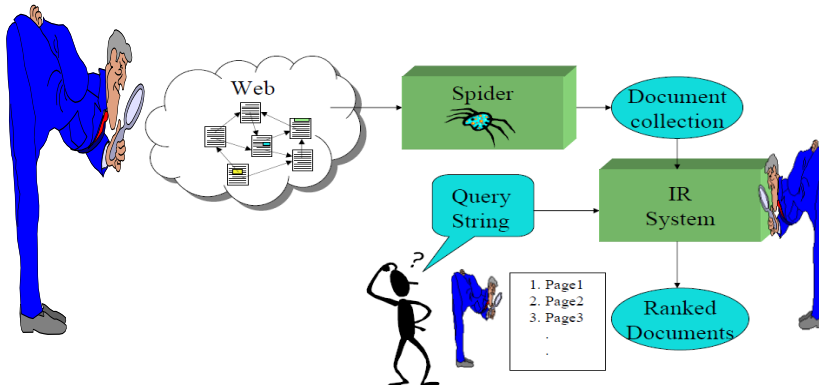 Web
Spider
Document
collection
IR
System
Query
String
?
1. Page1
2. Page2
3. Page3
.
.
Ranked
Documents